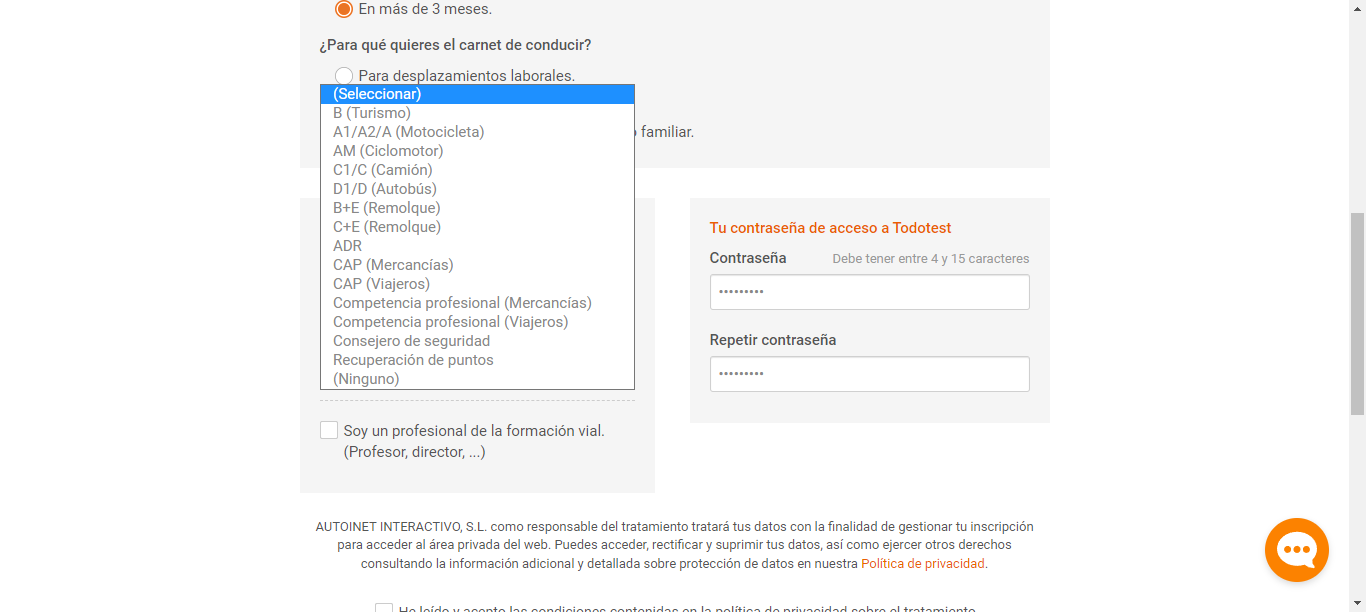 En más de 3 meses.
¿Para qué quieres el carnet de conducir?
Para desplazamientos laborales.
(Seleccionar)
B (Turismo)
A1/A2/A (Motocicleta)
familiar.
AM (Ciclomotor)
C1/C (Camión)
D1/D (Autobús)
B+E (Remolque)
C+E (Remolque)
ADR
CAP (Mercancías)
CAP (Viajeros)
Competencia profesional (Mercancías)
Competencia profesional (Viajeros)
Consejero de seguridad
Recuperación de puntos
(Ninguno)
Soy un profesional de la formación vial.
(Profesor, director, ...)
Tu contraseña de acceso a Todotest
Contraseña Debe tener entre 4 y 15 caracteres
•••••••••
Repetir contraseña
•••••••••
AUTOINET INTERACTIVO, S.L. como responsable del tratamiento tratará tus datos con la finalidad de gestionar tu inscripción
para acceder al área privada del web. Puedes acceder, rectificar y suprimir tus datos, así como ejercer otros derechos
consultando la información adicional y detallada sobre protección de datos en nuestra Política de privacidad.
He leído y acepto las condiciones contenidas en la política de privacidad sobre el tratamiento